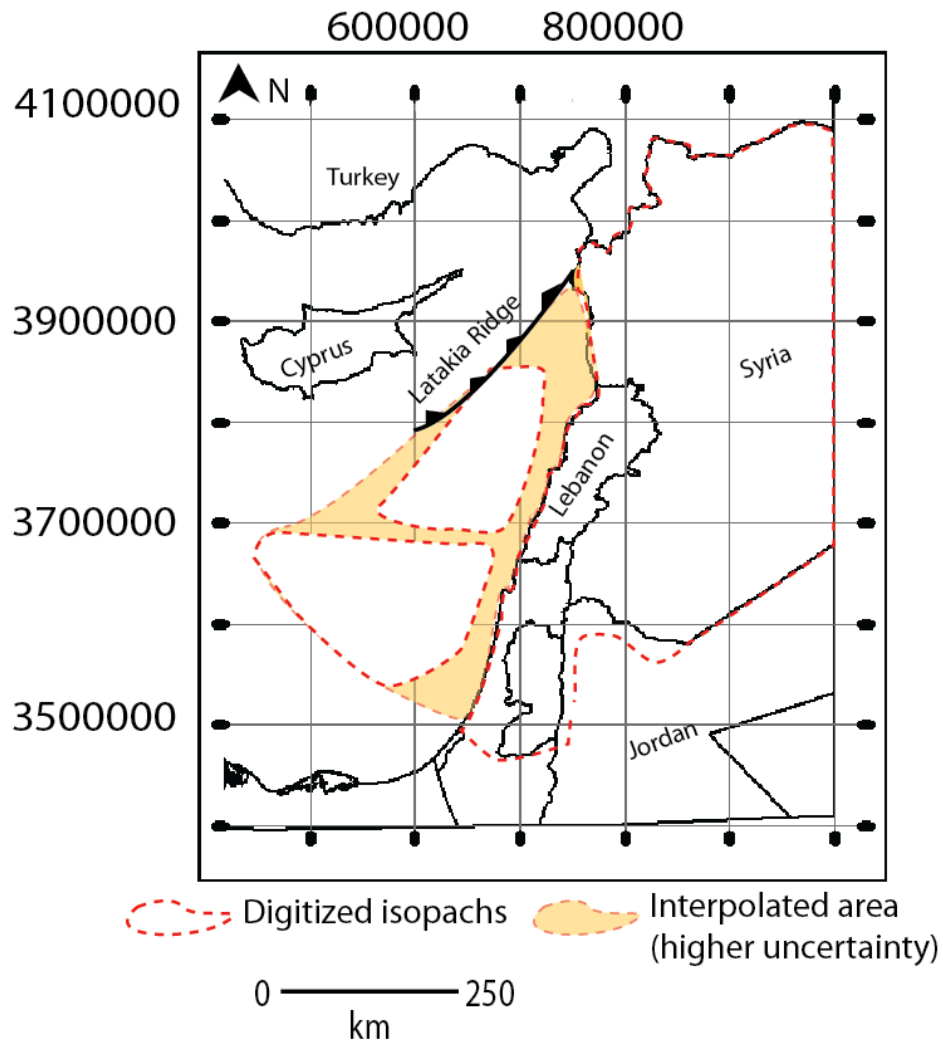 600000 800000
4100000
N
Turkey
3900000
Latakia Ridge
Cyprus
Syria
Lebanon
3700000
3500000
Jordan
Digitized isopachs
Interpolated area
(higher uncertainty)
0 250
km